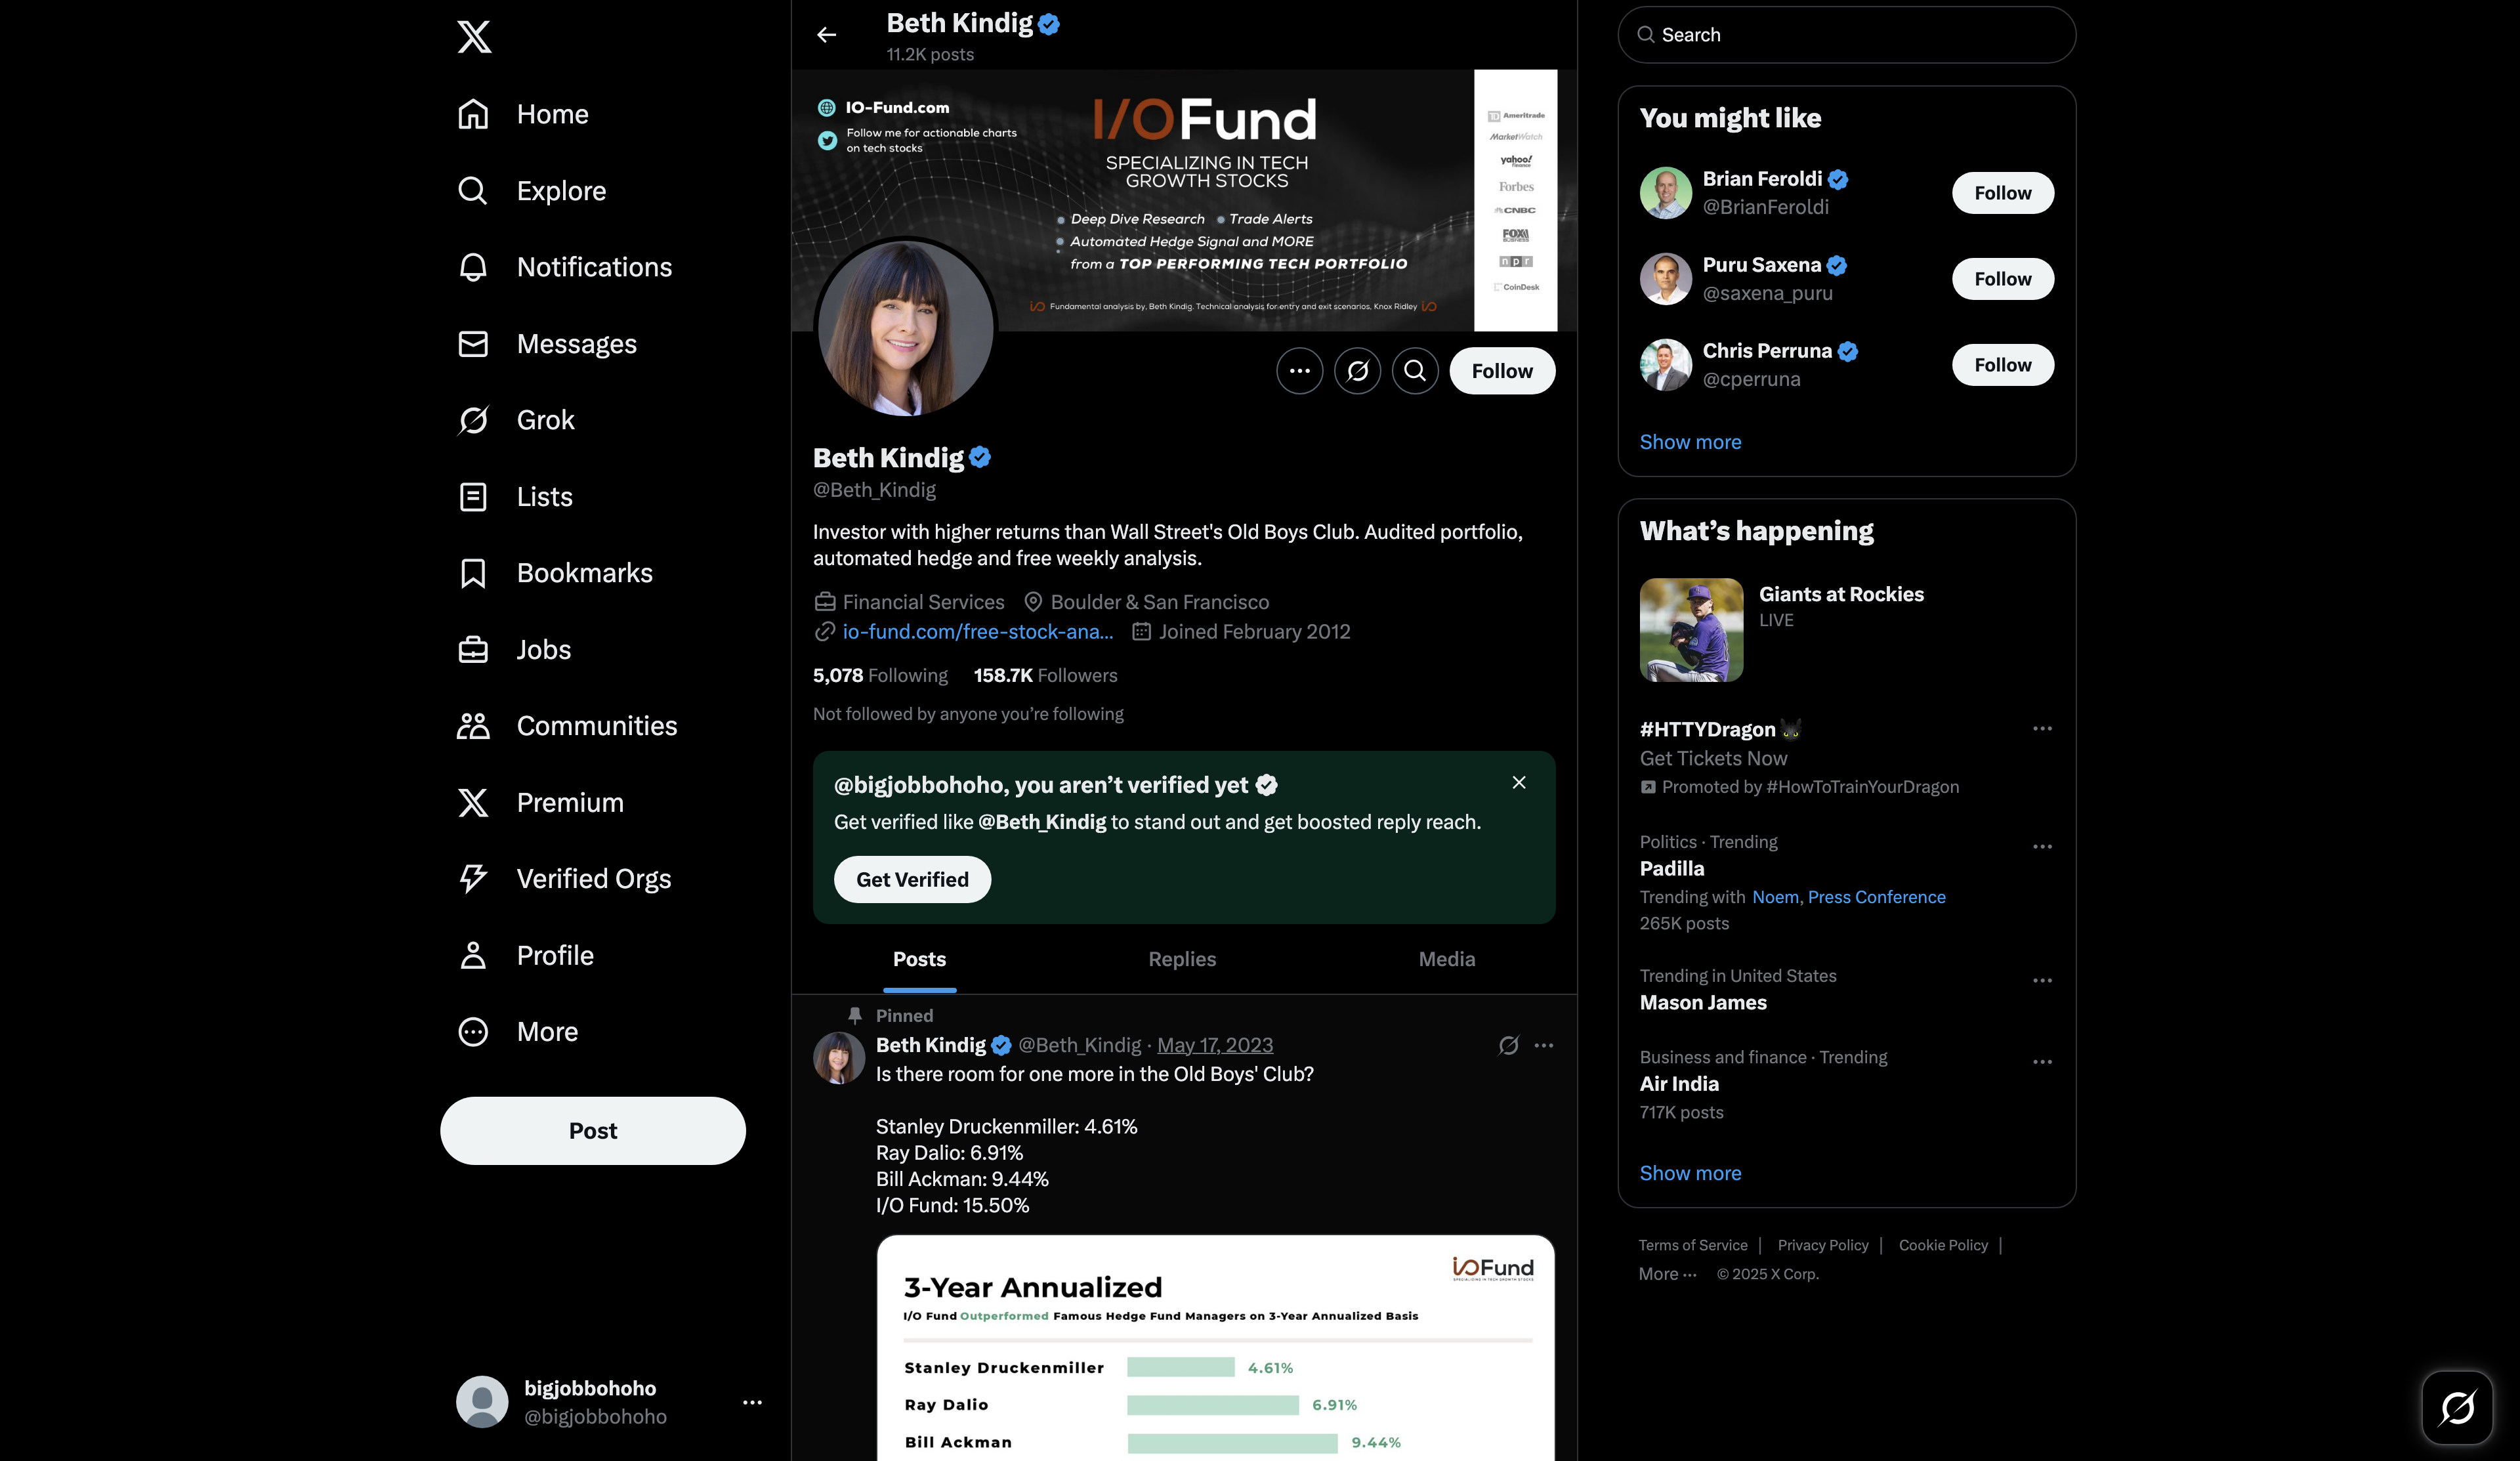 Home
Explore
Notifications
Messages
Grok
Lists
Bookmarks
Jobs
Communities
Premium
Verified Orgs
Profile
More
Post
bigjobbohoho
@bigjobbohoho
Beth Kindig
11.2K posts
IO-Fund.com
Follow me for actionable charts
on tech stocks
I/O Fund
SPECIALIZING IN TECH
GROWTH STOCKS
Deep Dive Research
Trade Alerts
Automated Hedge Signal and MORE
from a TOP PERFORMING TECH PORTFOLIO
Fundamental analysis by, Beth Kindig. Technical analysis for entry and exit scenarios, Knox Ridley
TD Ameritrade
MarketWatch
yahoo!
finance
Forbes
CNBC
FOX
BUSINESS
npr
CoinDesk
Follow
Beth Kindig
@Beth_Kindig
Investor with higher returns than Wall Street's Old Boys Club. Audited portfolio,
automated hedge and free weekly analysis.
Financial Services
Boulder & San Francisco
io-fund.com/free-stock-ana…
Joined February 2012
5,078 Following
158.7K Followers
Not followed by anyone you’re following
@bigjobbohoho, you aren’t verified yet
Get verified like @Beth_Kindig to stand out and get boosted reply reach.
Get Verified
Posts
Replies
Media
Pinned
Beth Kindig @Beth_Kindig · May 17, 2023
Is there room for one more in the Old Boys' Club?
Stanley Druckenmiller: 4.61%
Ray Dalio: 6.91%
Bill Ackman: 9.44%
I/O Fund: 15.50%
3-Year Annualized
I/O Fund
SPECIALIZING IN TECH GROWTH STOCKS
I/O Fund Outperformed Famous Hedge Fund Managers on 3-Year Annualized Basis
Stanley Druckenmiller 4.61%
Ray Dalio 6.91%
Bill Ackman 9.44%
Search
You might like
Brian Feroldi
@BrianFeroldi
Follow
Puru Saxena
@saxena_puru
Follow
Chris Perruna
@cperruna
Follow
Show more
What’s happening
Giants at Rockies
LIVE
#HTTYDragon
Get Tickets Now
Promoted by #HowToTrainYourDragon
Politics · Trending
Padilla
Trending with Noem, Press Conference
265K posts
Trending in United States
Mason James
Business and finance · Trending
Air India
717K posts
Show more
Terms of Service | Privacy Policy | Cookie Policy |
More ··· © 2025 X Corp.